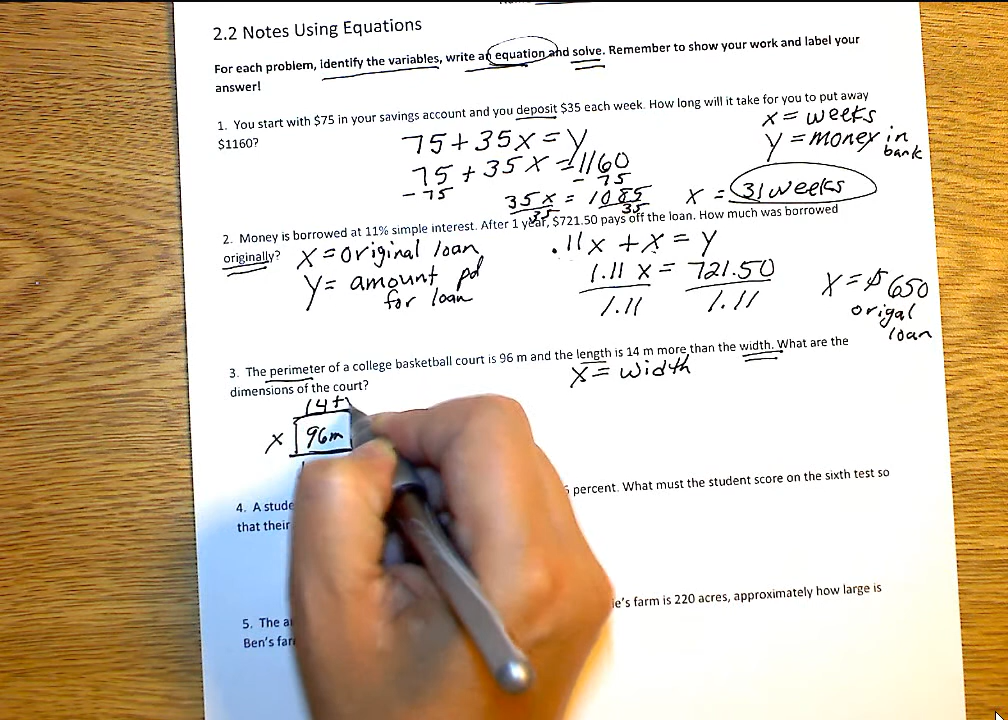 2.2 Notes Using Equations
For each problem, identify the variables, write an equation and solve. Remember to show your work and label your
answer!
1. You start with $75 in your savings account and you deposit $35 each week. How long will it take for you to put away
$1160?
x = weeks
y = money in
bank
75 + 35x = y
75 + 35x = 1160
-75 -75
35x = 1085
35 35
x = 31 weeks
2. Money is borrowed at 11% simple interest. After 1 year, $721.50 pays off the loan. How much was borrowed
originally?
x = original loan
y = amount pd
for loan
.11x + x = y
1.11 x = 721.50
1.11 1.11
x = $650
origal
loan
3. The perimeter of a college basketball court is 96 m and the length is 14 m more than the width. What are the
dimensions of the court?
x = width
14+
x 96m
4. A stude
percent. What must the student score on the sixth test so
that their
5. The a
ie's farm is 220 acres, approximately how large is
Ben's far